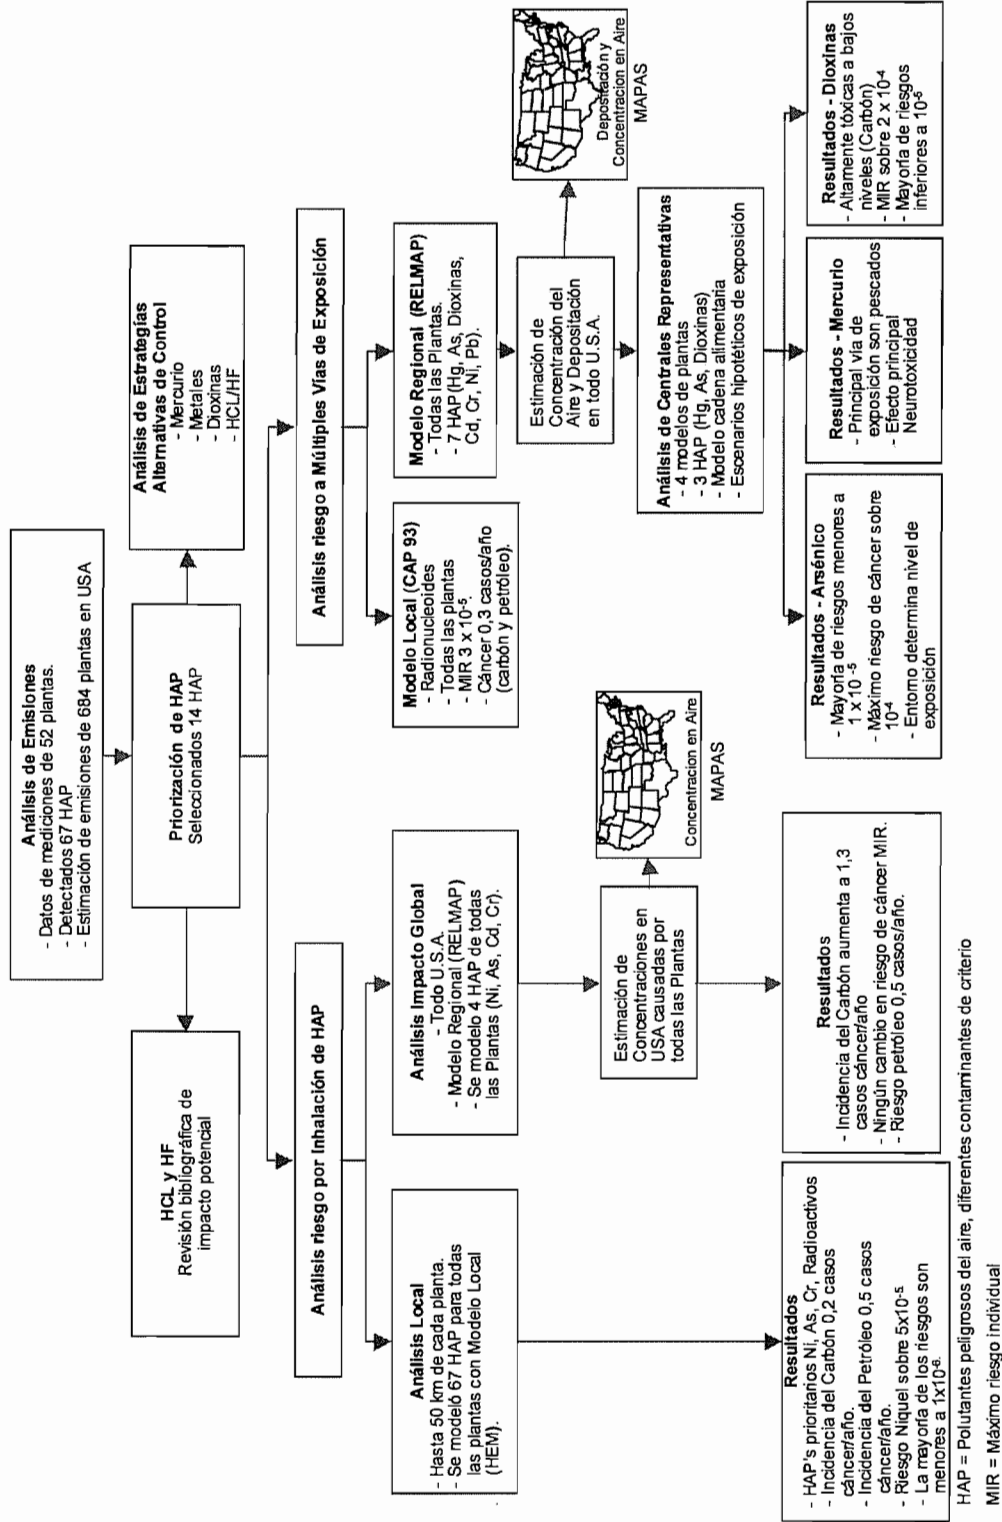 Análisis de Emisiones
- Datos de mediciones de 52 plantas.
- Detectados 67 HAP
- Estimación de emisiones de 684 plantas en USA
HCL y HF
Revisión bibliográfica de
impacto potencial
Priorización de HAP
Seleccionados 14 HAP
Análisis de Estrategías
Alternativas de Control
- Mercurio
- Metales
- Dioxinas
- HCL/HF
Análisis riesgo por Inhalación de HAP
Análisis riesgo a Múltiples Vías de Exposición
Análisis Local
- Hasta 50 km de cada planta.
- Se modeló 67 HAP para todas
las plantas con Modelo Local
(HEM).
Análisis Impacto Global
- Todo U.S.A.
- Modelo Regional (RELMAP)
- Se modelo 4 HAP de todas
las Plantas (Ni, As, Cd, Cr).
Modelo Local (CAP 93)
- Radionucleoides
- Todas las plantas
- MIR 3 x 10-5.
- Cáncer 0,3 casos/año
(carbón y petróleo).
Modelo Regional (RELMAP)
- Todas las Plantas.
- 7 HAP (Hg, As, Dioxinas,
Cd, Cr, Ni, Pb).
Estimación de
Concentraciones en
USA causadas por
todas las Plantas
Concentracion en Aire
MAPAS
Estimación de
Concentración del
Aire y Depositación
en todo U.S.A.
Depositación y
Concentracion en Aire
MAPAS
Análisis de Centrales Representativas
- 4 modelos de plantas
- 3 HAP (Hg, As, Dioxinas)
- Modelo cadena alimentaria
- Escenarios hipotéticos de exposición
Resultados
- HAP's prioritarios Ni, As, Cr, Radioactivos
- Incidencia del Carbón 0,2 casos
cáncer/año.
- Incidencia del Petróleo 0,5 casos
cáncer/año.
- Riesgo Niquel sobre 5x10-5
- La mayoría de los riesgos son
menores a 1x10-6.
Resultados
- Incidencia del Carbón aumenta a 1,3
casos cáncer/año
- Ningún cambio en riesgo de cáncer MIR.
- Riesgo petróleo 0,5 casos/año.
Resultados - Arsénico
- Mayoría de riesgos menores a
1 x 10 -5
- Máximo riesgo de cáncer sobre
10-4
- Entorno determina nivel de
exposición
Resultados - Mercurio
- Principal vía de
exposición son pescados
- Efecto principal
Neurotoxicidad
Resultados - Dioxinas
- Altamente tóxicas a bajos
niveles (Carbón)
- MIR sobre 2 x 10-4
- Mayoría de riesgos
inferiores a 10-5
HAP = Polutantes peligrosos del aire, diferentes contaminantes de criterio
MIR = Máximo riesgo individual